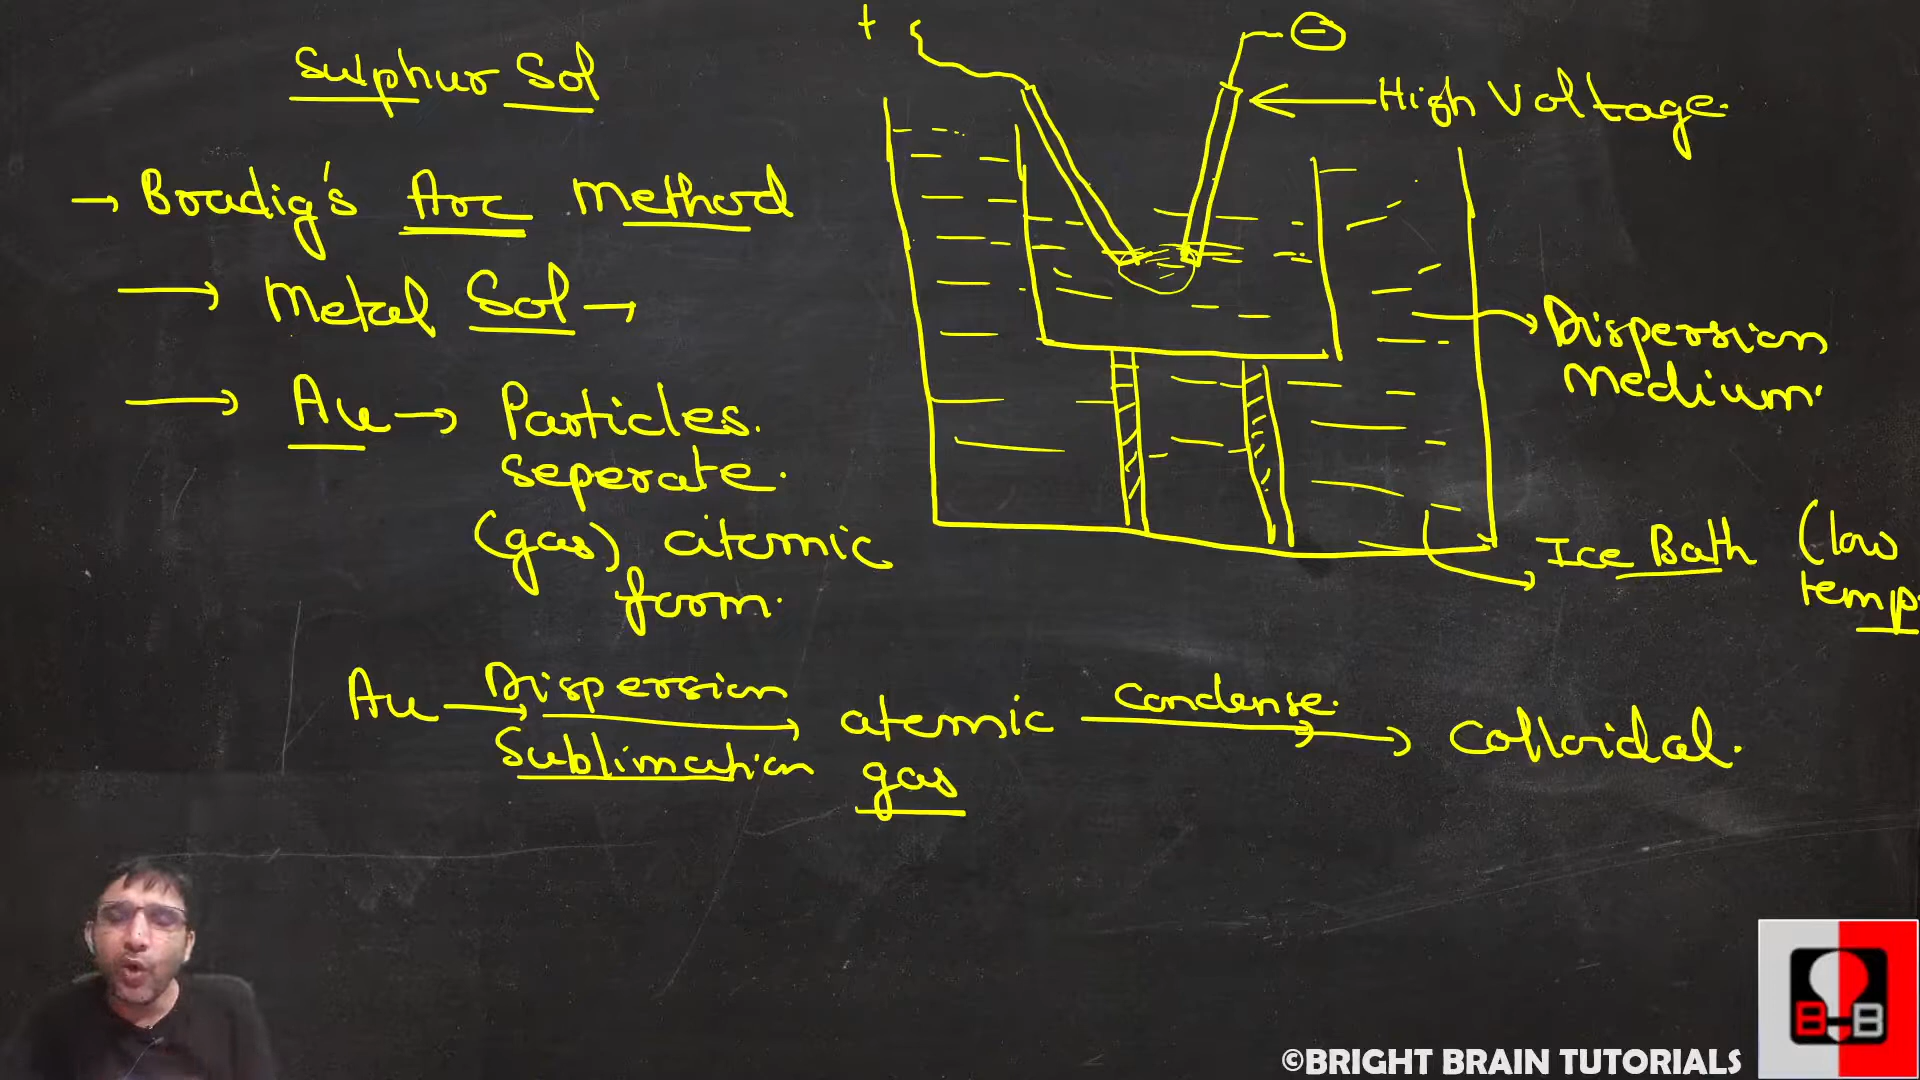 Sulphur Sol
→ Bradig's Arc Method
→ Metal Sol →
→ Au → Particles.
seperate.
(gas) atomic
form.
+ −
← High Voltage.
→ Dispersion
Medium.
→ Ice Bath (low
temp.
Au → Dispersion Sublimation → atomic gas → Condense. → Colloidal.
B B
©BRIGHT BRAIN TUTORIALS